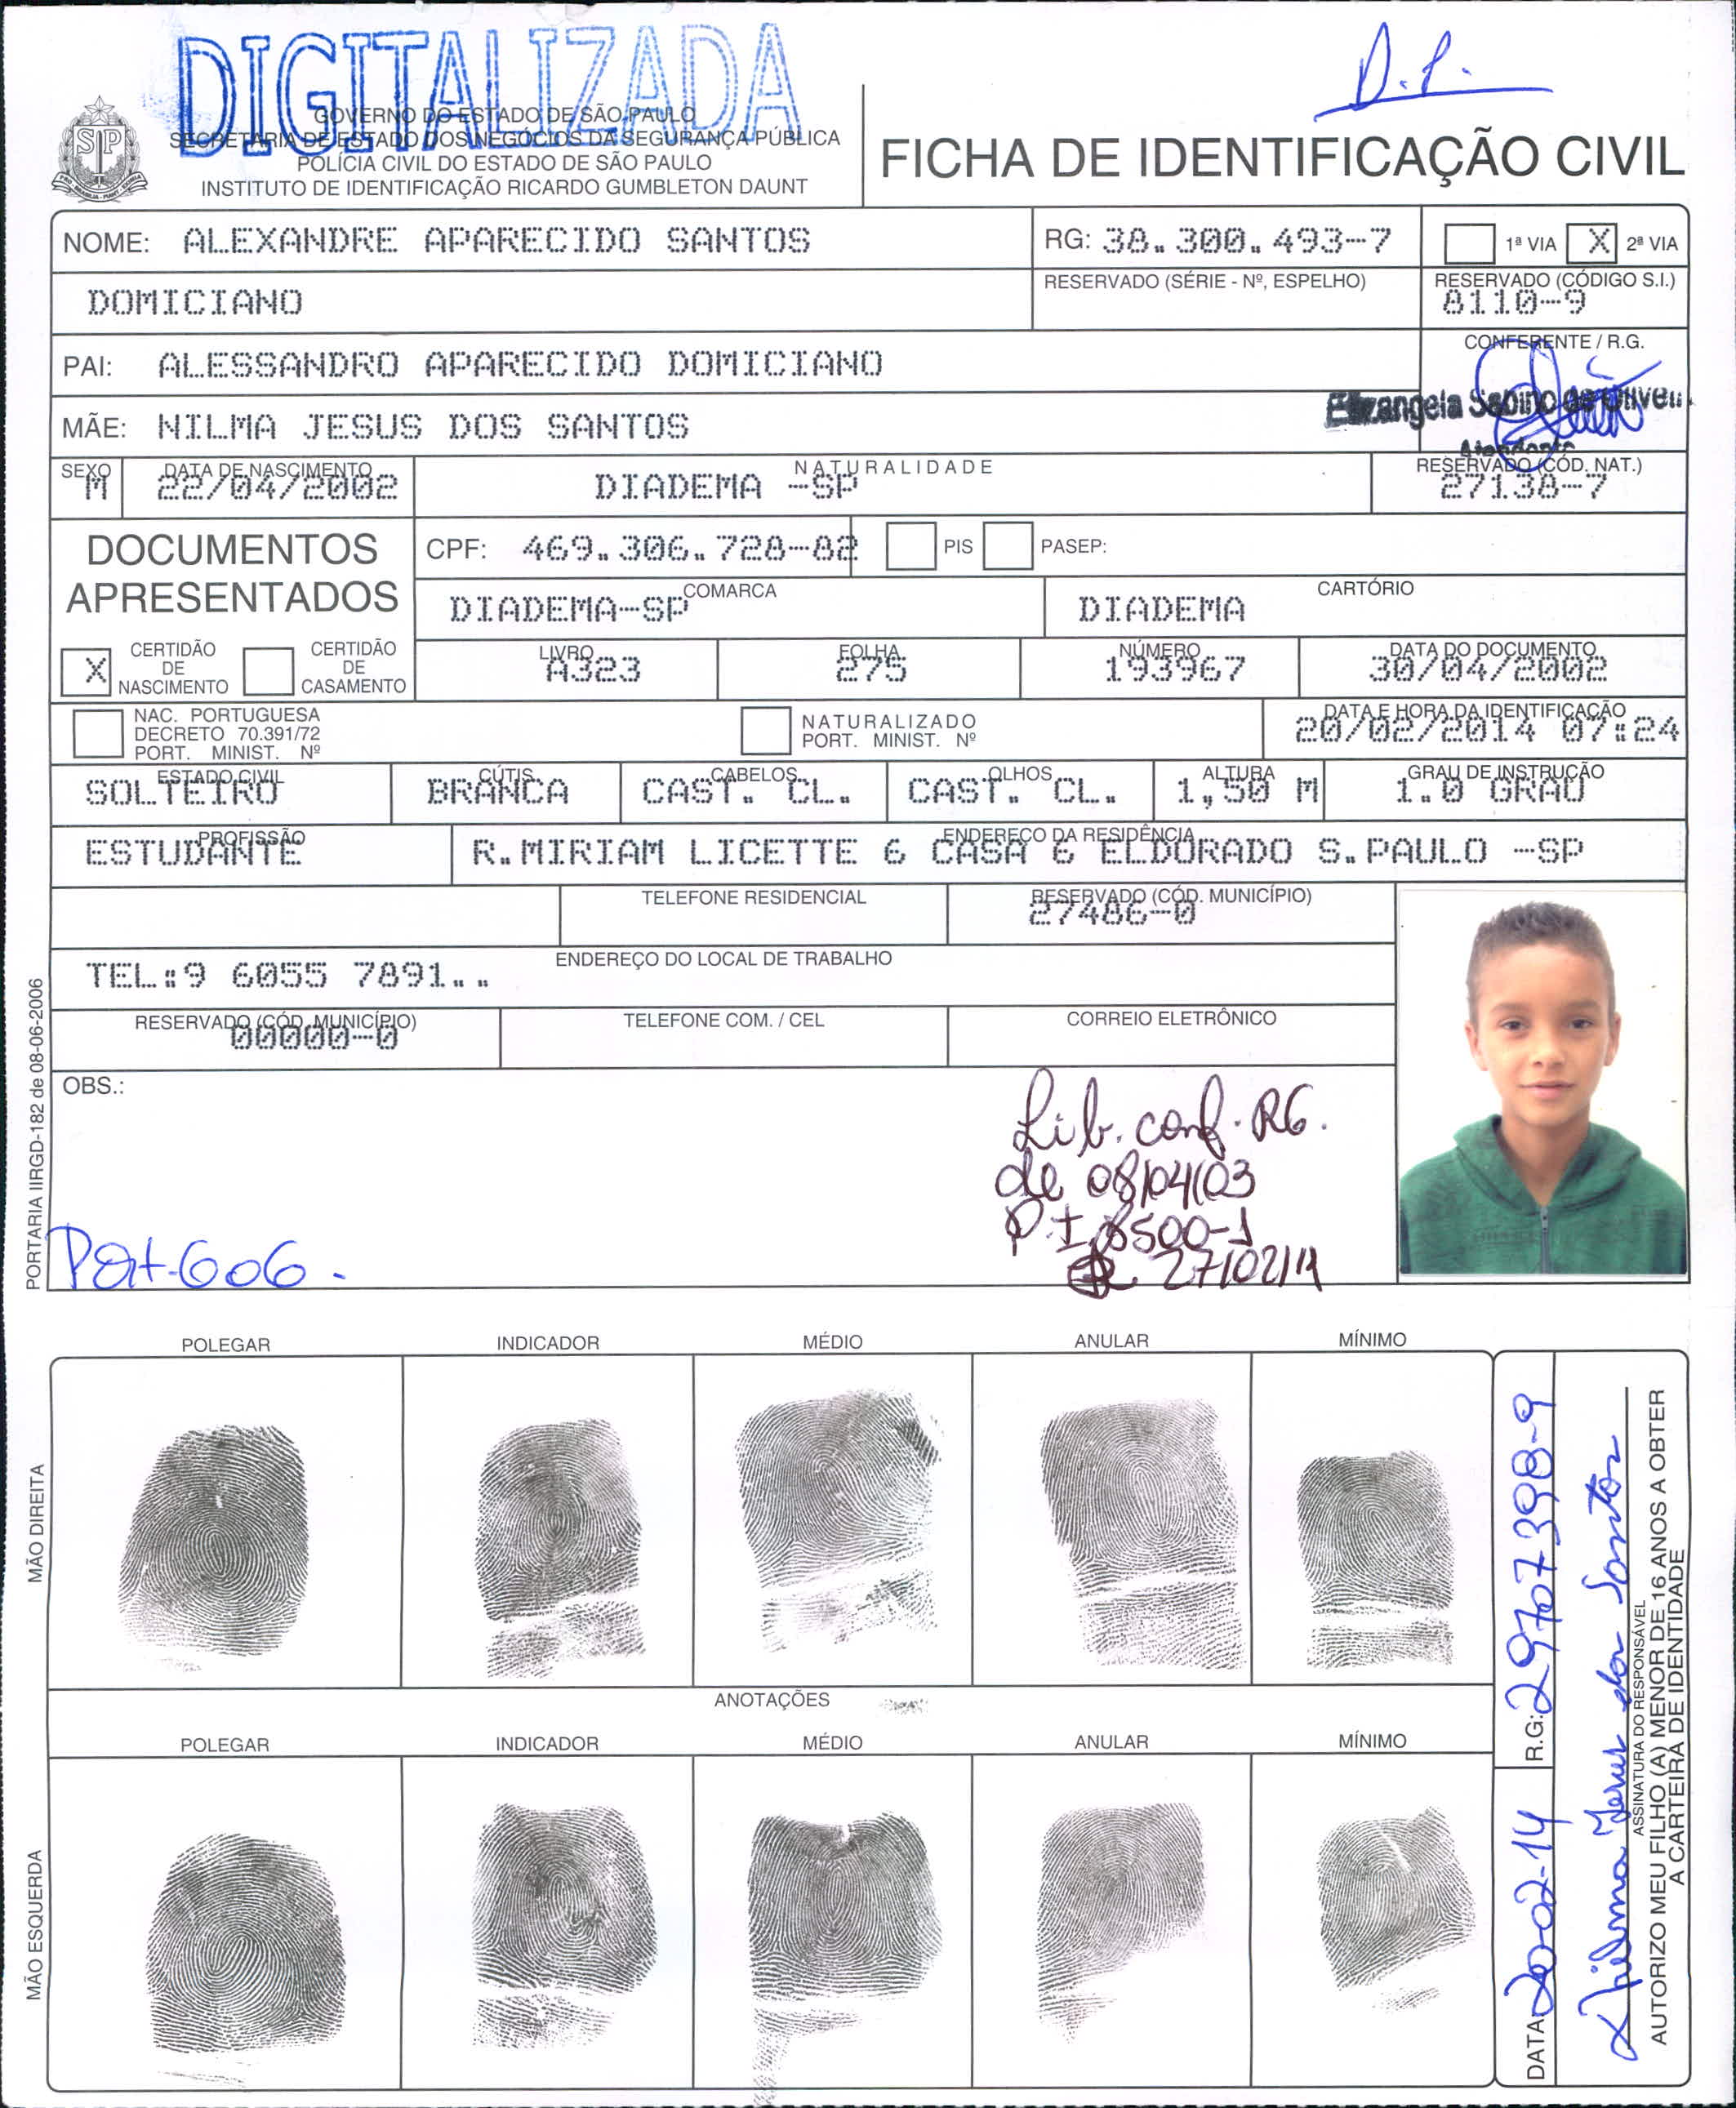 DIGITALIZADA
GOVERNO DO ESTADO DE SÃO PAULO
SECRETARIA DE ESTADO DOS NEGÓCIOS DA SEGURANÇA PÚBLICA
POLÍCIA CIVIL DO ESTADO DE SÃO PAULO
INSTITUTO DE IDENTIFICAÇÃO RICARDO GUMBLETON DAUNT
SP
FICHA DE IDENTIFICAÇÃO CIVIL
NOME: ALEXANDRE APARECIDO SANTOS RG: 38.300.493-7 1ª VIA X 2ª VIA
DOMICIANO RESERVADO (SÉRIE - Nº, ESPELHO) RESERVADO (CÓDIGO S.I.)
8110-9
PAI: ALESSANDRO APARECIDO DOMICIANO CONFERENTE / R.G.
Elizangela Sabino de
Atendente
MÃE: NILMA JESUS DOS SANTOS
SEXO DATA DE NASCIMENTO NATURALIDADE RESERVADO (CÓD. NAT.)
M 22/04/2002 DIADEMA -SP 27138-7
DOCUMENTOS
APRESENTADOS
CPF: 469.306.728-82 PIS PASEP:
COMARCA CARTÓRIO
DIADEMA-SP DIADEMA
X CERTIDÃO DE NASCIMENTO CERTIDÃO DE CASAMENTO
LIVRO FOLHA NÚMERO DATA DO DOCUMENTO
A323 275 193967 30/04/2002
NAC. PORTUGUESA
DECRETO 70.391/72
PORT. MINIST. Nº
NATURALIZADO
PORT. MINIST. Nº
DATA E HORA DA IDENTIFICAÇÃO
20/02/2014 07:24
ESTADO CIVIL CÚTIS CABELOS OLHOS ALTURA GRAU DE INSTRUÇÃO
SOLTEIRO BRANCA CAST. CL. CAST. CL. 1,50 M 1.0 GRAU
PROFISSÃO ENDEREÇO DA RESIDÊNCIA
ESTUDANTE R.MIRIAM LICETTE 6 CASA 6 ELDORADO S.PAULO -SP
TELEFONE RESIDENCIAL RESERVADO (CÓD. MUNICÍPIO)
27486-0
ENDEREÇO DO LOCAL DE TRABALHO
TEL:9 6055 7891..
RESERVADO (CÓD. MUNICÍPIO) TELEFONE COM. / CEL CORREIO ELETRÔNICO
00000-0
OBS.:
Lib. conf. RG.
de 08/04/03
8500-1
27/02/14
Port-606.
PORTARIA IIRGD-182 de 08-06-2006
POLEGAR INDICADOR MÉDIO ANULAR MÍNIMO
MÃO DIREITA
ANOTAÇÕES
POLEGAR INDICADOR MÉDIO ANULAR MÍNIMO
MÃO ESQUERDA
DATA 20-02-14 R.G: 29707398-9
Nilma Jesus dos Santos
ASSINATURA DO RESPONSÁVEL
AUTORIZO MEU FILHO (A) MENOR DE 16 ANOS A OBTER
A CARTEIRA DE IDENTIDADE